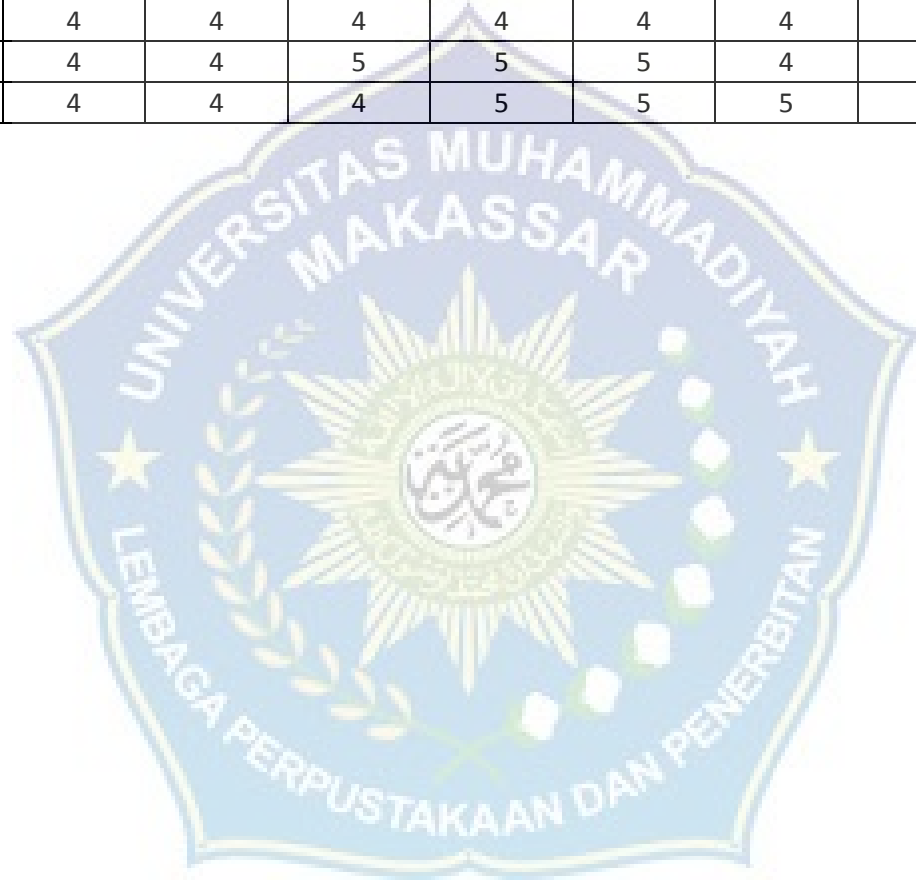 4 4 4 4 4 4
4 4 5 5 5 4
4 4 4 5 5 5
UNIVERSITAS MUHAMMADIYAH
MAKASSAR
محمدية
LEMBAGA PERPUSTAKAAN DAN PENERBITAN